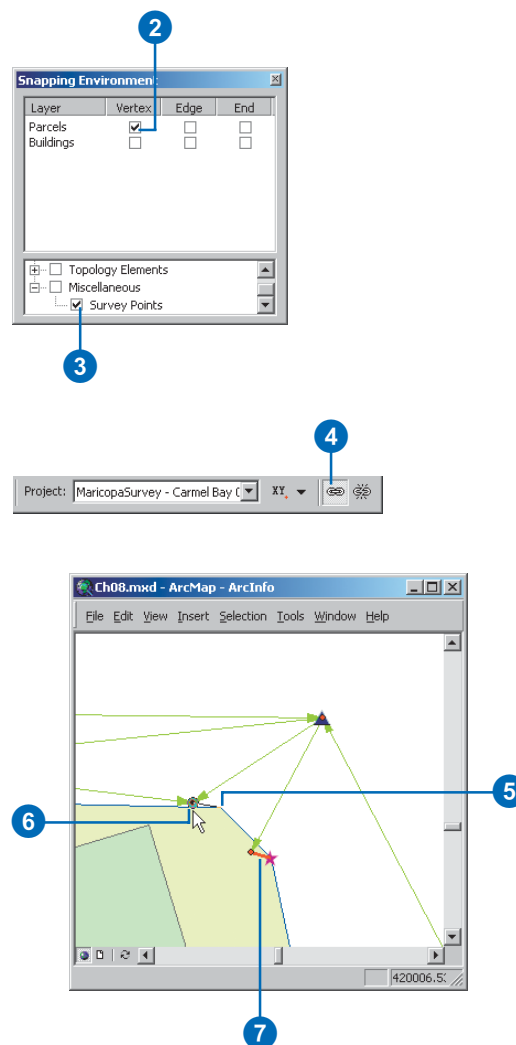 2
Snapping Environment
Layer Vertex Edge End
Parcels
Buildings
Topology Elements
Miscellaneous
Survey Points
3
4
Project: MaricopaSurvey - Carmel Bay (
XY
Ch08.mxd - ArcMap - ArcInfo
File Edit View Insert Selection Tools Window Help
5
6
7
420006.5